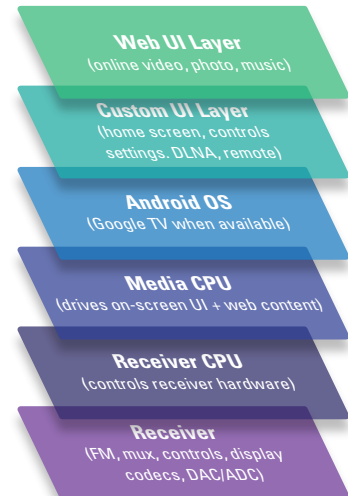 Web UI Layer
(online video, photo, music)
Custom UI Layer
(home screen, controls
settings. DLNA, remote)
Android OS
(Google TV when available)
Media CPU
(drives on-screen UI + web content)
Receiver CPU
(controls receiver hardware)
Receiver
(FM, mux, controls, display
codecs, DAC/ADC)